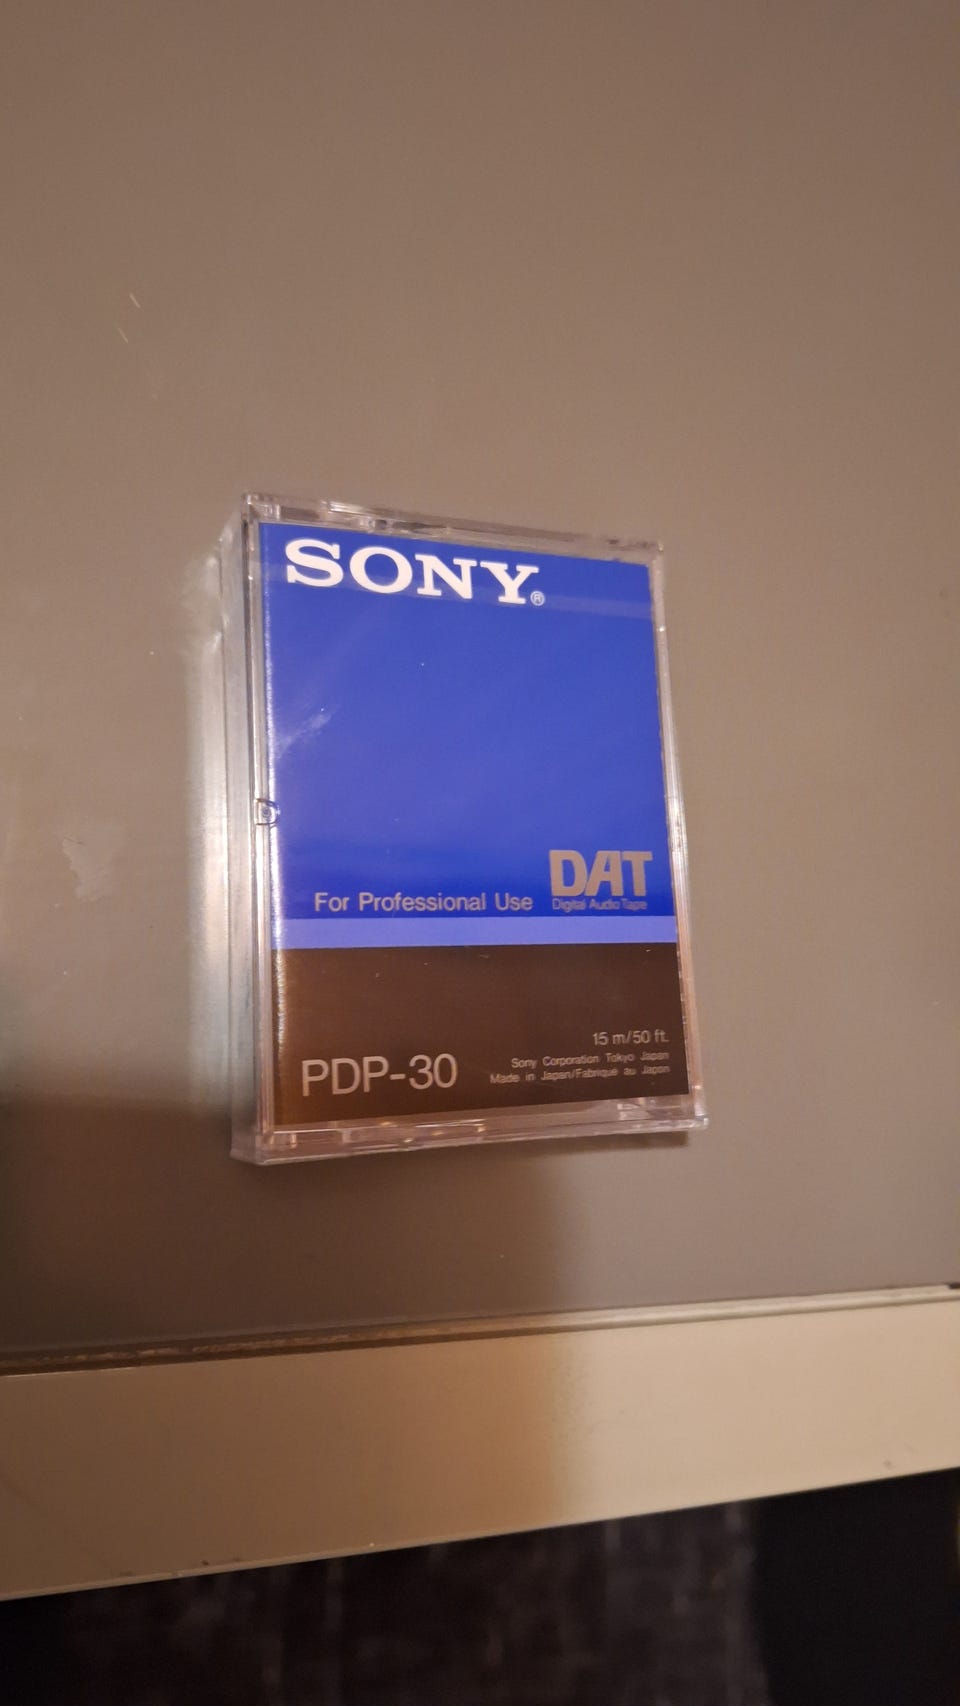 SONY®
For Professional Use
DAT
Digital Audio Tape
15 m/50 ft.
PDP-30
Sony Corporation Tokyo Japan
Made in Japan/Fabriqué au Japon